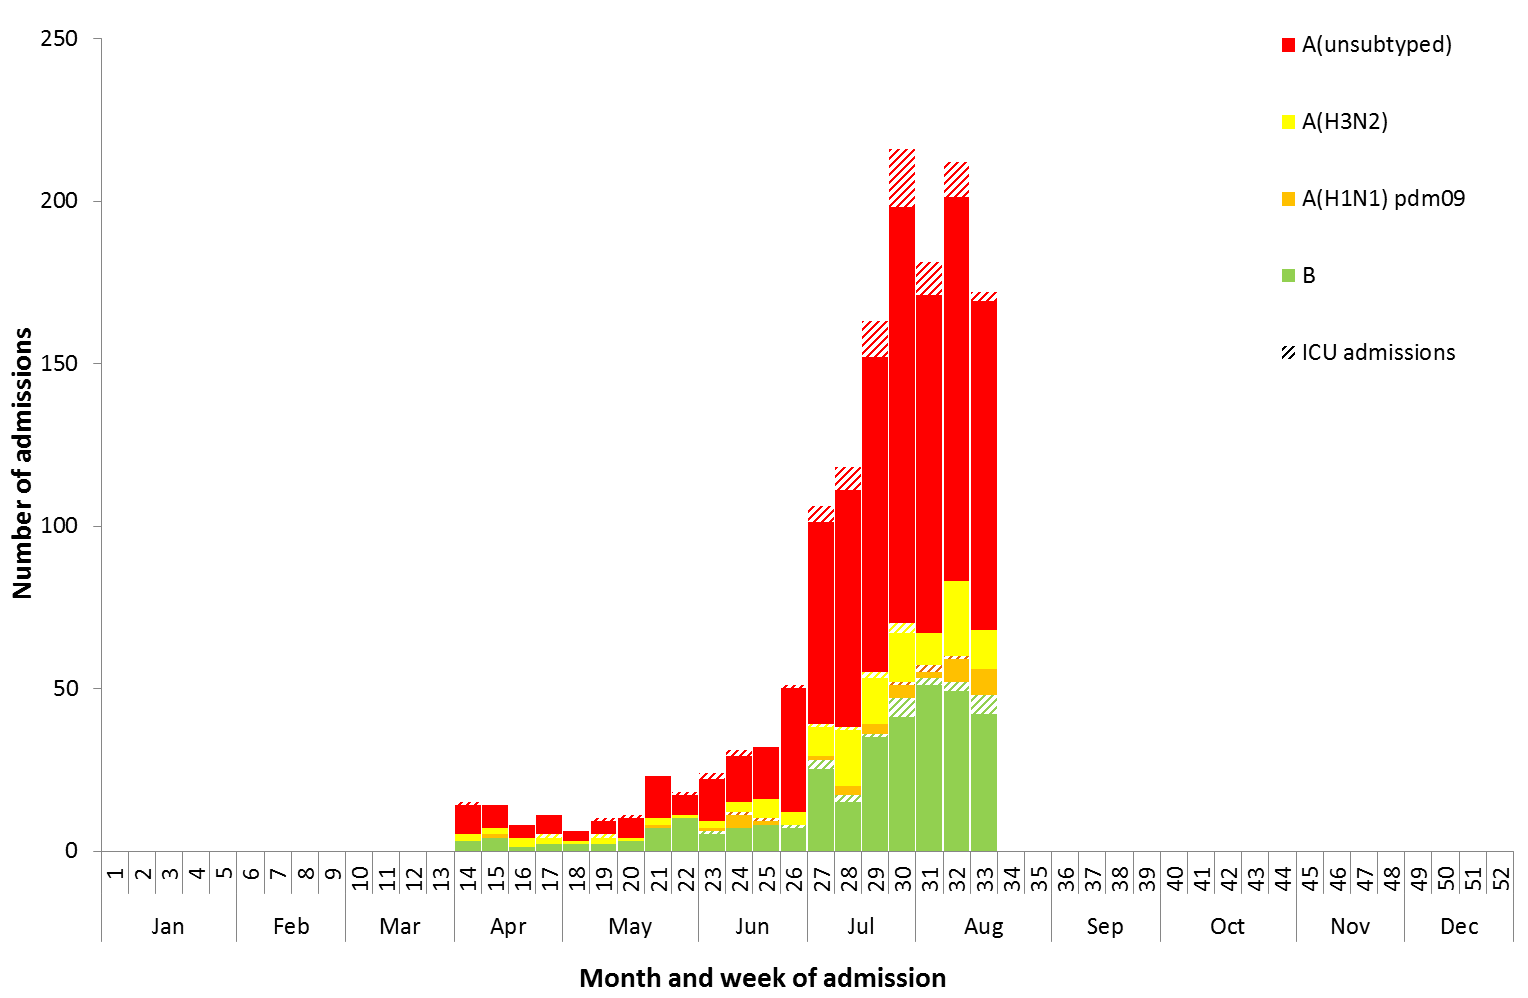 250
200
150
100
50
0
Number of admissions
A(unsubtyped)
A(H3N2)
A(H1N1) pdm09
B
ICU admissions
1 2 3 4 5 6 7 8 9 10 11 12 13 14 15 16 17 18 19 20 21 22 23 24 25 26 27 28 29 30 31 32 33 34 35 36 37 38 39 40 41 42 43 44 45 46 47 48 49 50 51 52
Jan Feb Mar Apr May Jun Jul Aug Sep Oct Nov Dec
Month and week of admission